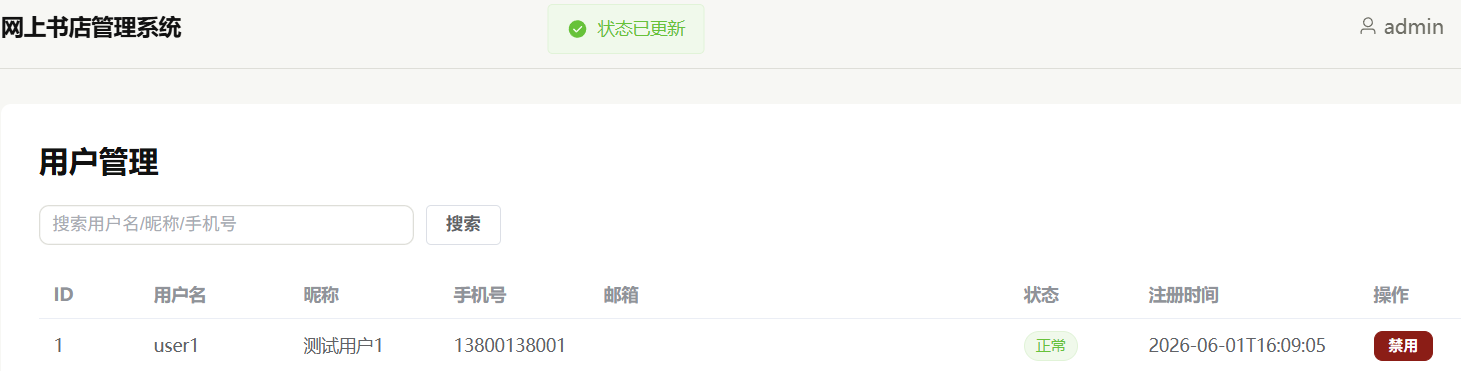 网上书店管理系统
状态已更新
admin
用户管理
搜索用户名/昵称/手机号
搜索
ID 用户名 昵称 手机号 邮箱 状态 注册时间 操作
1 user1 测试用户1 13800138001 正常 2026-06-01T16:09:05 禁用